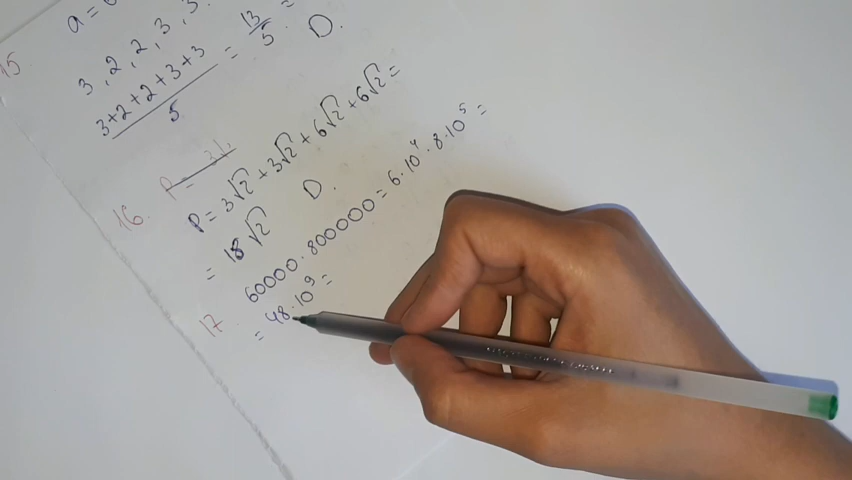 a =
15. 3, 2, 2, 3, 3.
3+2+2+3+3 / 5 = 13/5 =
D.
16. P = 3√2
P = 3√2 + 3√2 + 6√2 + 6√2 =
= 18√2 D.
17 60000 · 800000 = 6·10⁴ · 8·10⁵ =
= 48·10⁹ =